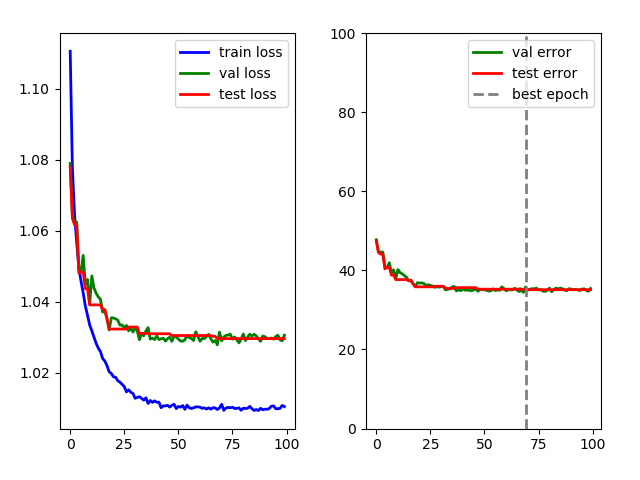 train loss
val loss
test loss
1.10
1.08
1.06
1.04
1.02
0 25 50 75 100
val error
test error
best epoch
100
80
60
40
20
0
0 25 50 75 100